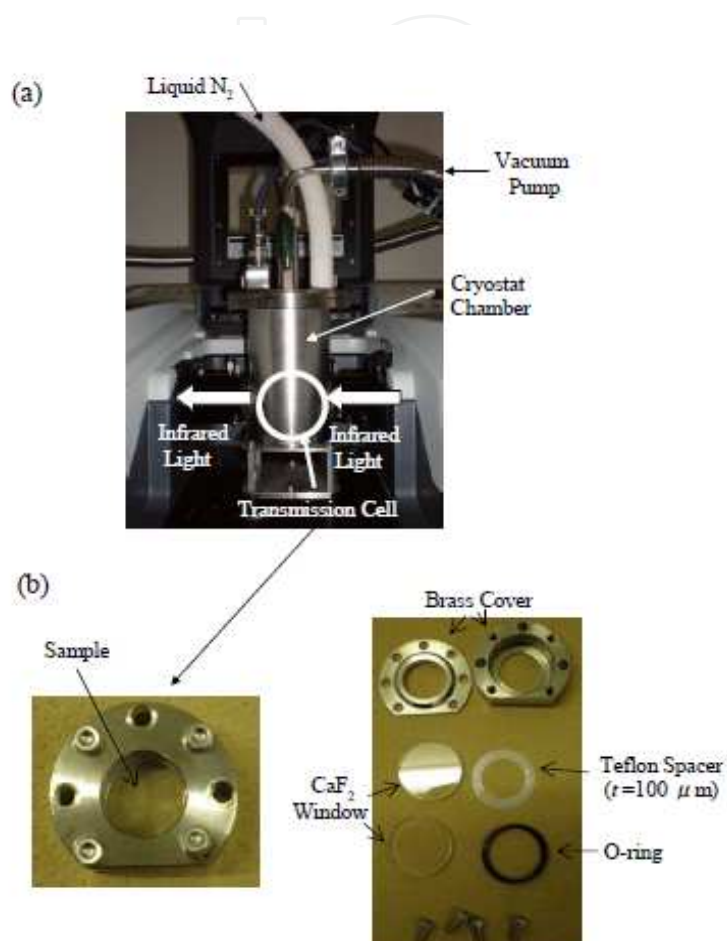 (a)
Liquid N₂
Vacuum
Pump
Cryostat
Chamber
Infrared
Light
Infrared
Light
Transmission Cell
(b)
Sample
Brass Cover
CaF₂
Window
Teflon Spacer
(t=100 μm)
O-ring